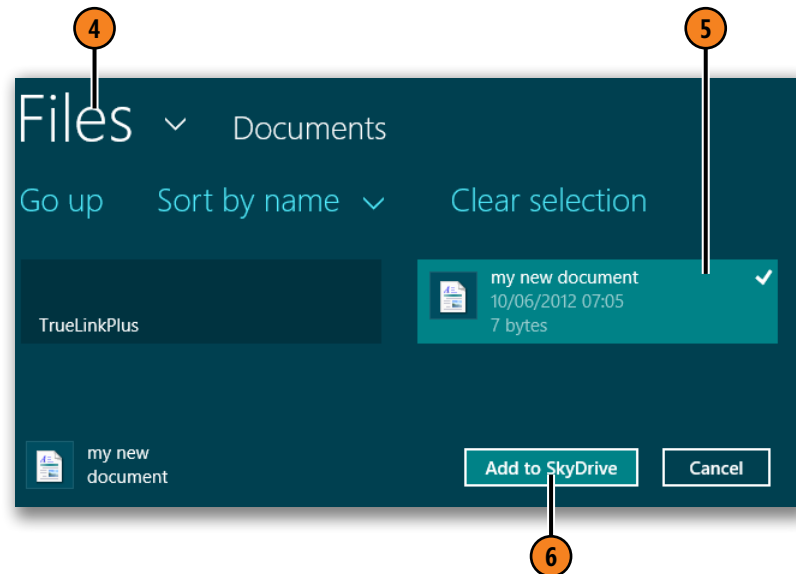 4 5
Files Documents
Go up Sort by name Clear selection
my new document
10/06/2012 07:05
TrueLinkPlus 7 bytes
my new
document
Add to SkyDrive Cancel
6